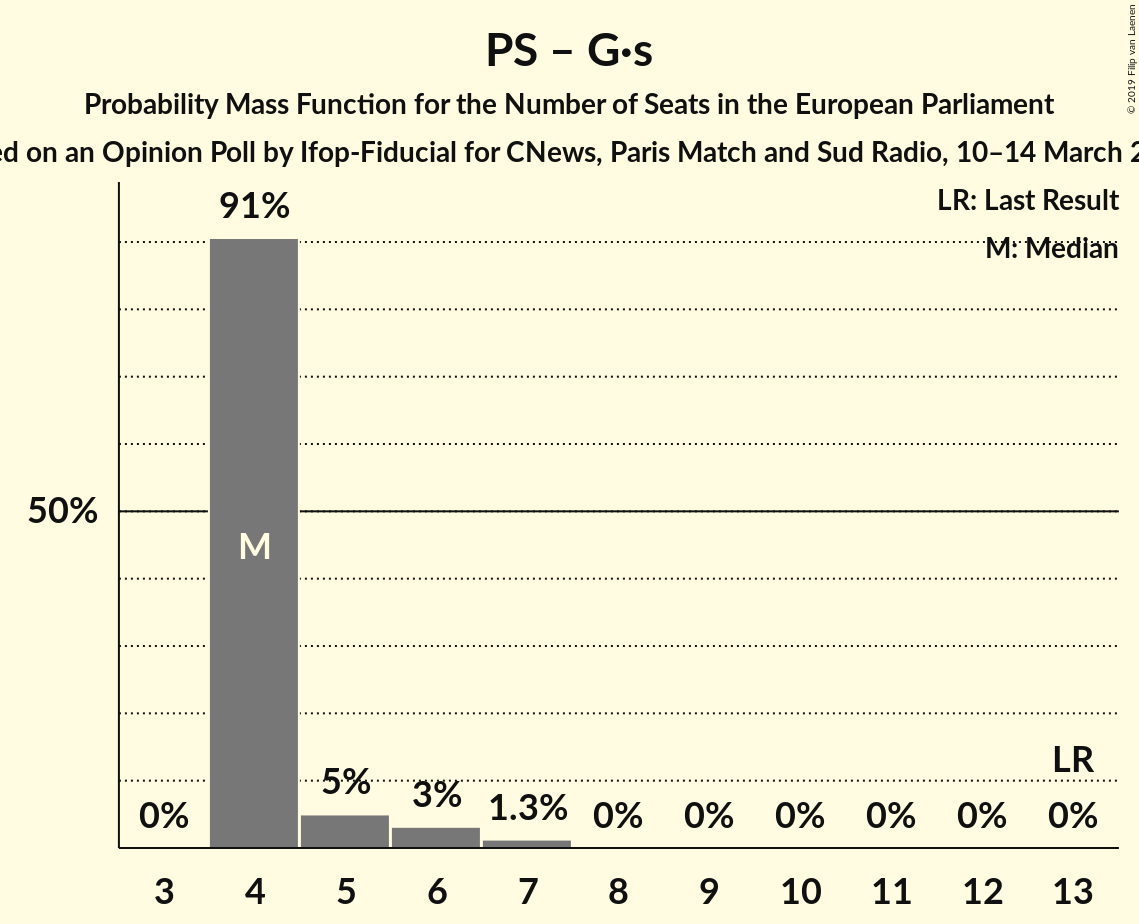 PS – G·s
Probability Mass Function for the Number of Seats in the European Parliament
on an Opinion Poll by Ifop-Fiducial for CNews, Paris Match and Sud Radio, 10–14 March
© 2019 Filip van Laenen
LR: Last Result
M: Median
91%
50%
M
LR
0% 5% 3% 1.3% 0% 0% 0% 0% 0% 0%
3 4 5 6 7 8 9 10 11 12 13